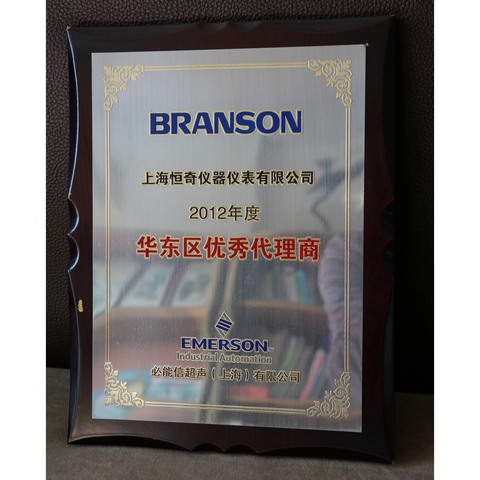 BRANSON
上海恒奇仪器仪表有限公司
2012年度
华东区优秀代理商
EMERSON™
Industrial Automation
必能信超声（上海）有限公司